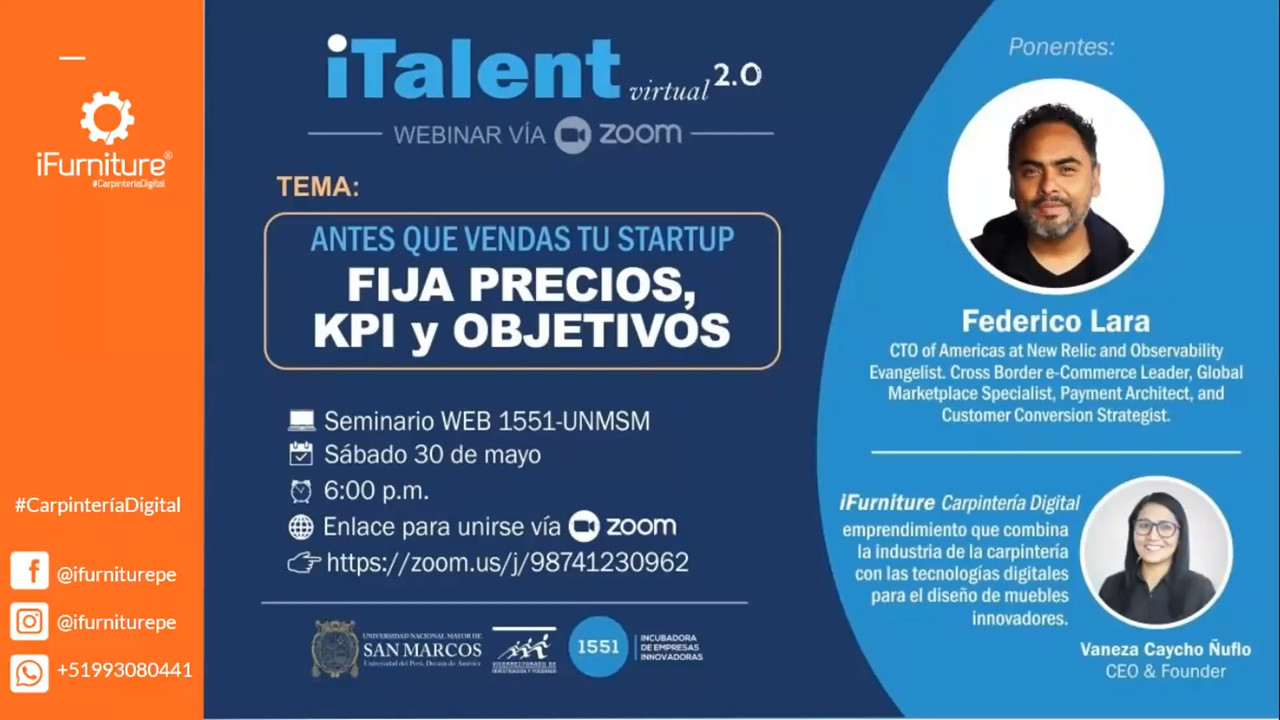 iFurniture®
#CarpinteríaDigital
#CarpinteríaDigital
@ifurniturepe
@ifurniturepe
+51993080441
iTalent virtual 2.0
WEBINAR VÍA zoom
TEMA:
ANTES QUE VENDAS TU STARTUP
FIJA PRECIOS,
KPI y OBJETIVOS
Seminario WEB 1551-UNMSM
Sábado 30 de mayo
6:00 p.m.
Enlace para unirse vía zoom
https://zoom.us/j/98741230962
UNIVERSIDAD NACIONAL MAYOR DE
SAN MARCOS
Universidad del Perú. Decana de América
VICERRECTORADO DE
INVESTIGACIÓN Y POSGRADO
1551
INCUBADORA
DE EMPRESAS
INNOVADORAS
Ponentes:
Federico Lara
CTO of Americas at New Relic and Observability
Evangelist. Cross Border e-Commerce Leader, Global
Marketplace Specialist, Payment Architect, and
Customer Conversion Strategist.
iFurniture Carpintería Digital
emprendimiento que combina
la industria de la carpintería
con las tecnologías digitales
para el diseño de muebles
innovadores.
Vaneza Caycho Ñuflo
CEO & Founder